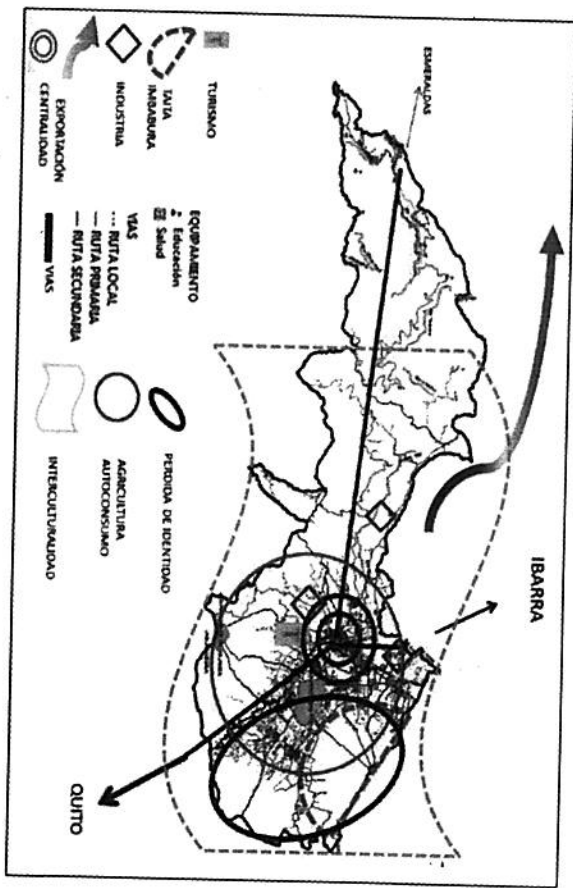 ESMERALDAS
IBARRA
QUITO
TURISMO
TAITA
IMBABURA
INDUSTRIA
EXPORTACIÓN
CENTRALIDAD
EQUIPAMIENTO
Educación
Salud
VIAS
RUTA LOCAL
RUTA PRIMARIA
RUTA SECUNDARIA
VIAS
PERDIDA DE IDENTIDAD
AGRICULTURA
AUTOCONSUMO
INTERCULTURALIDAD